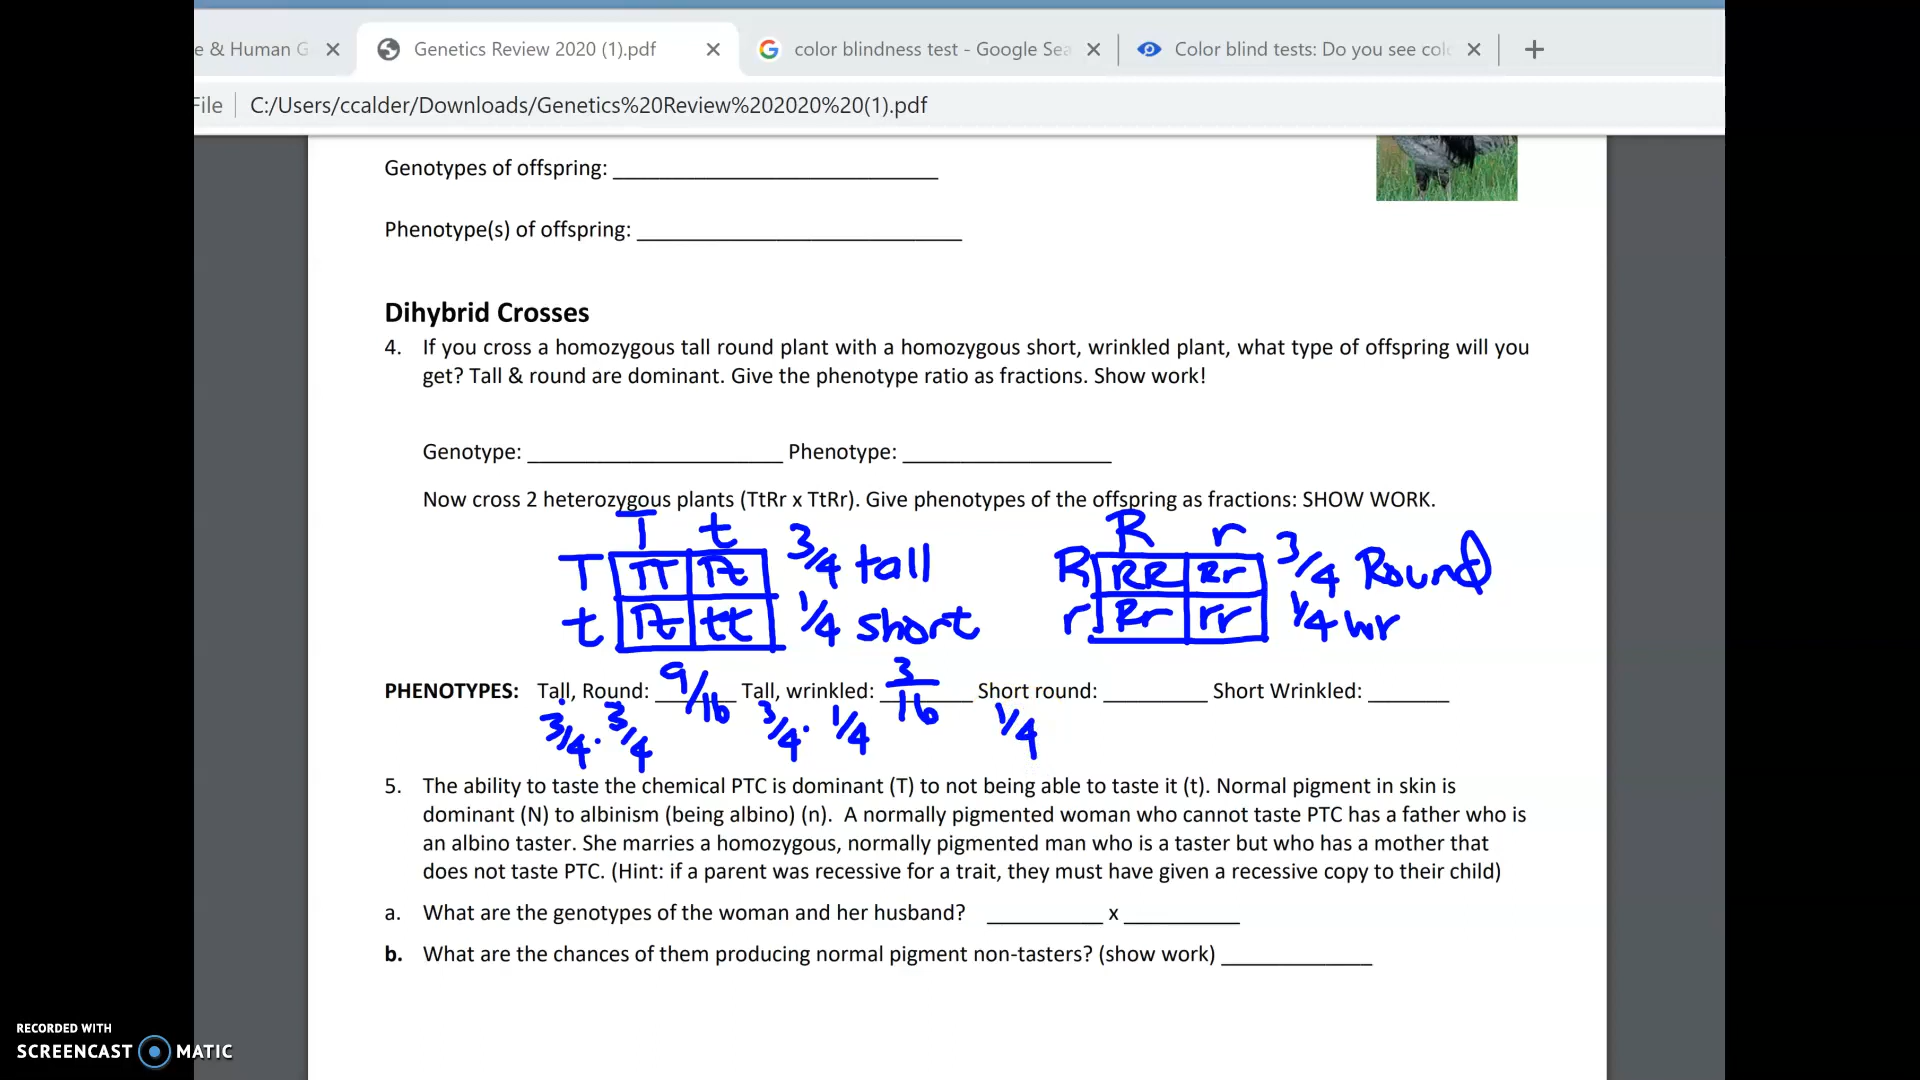 e & Human G
Genetics Review 2020 (1).pdf
color blindness test - Google Sea
Color blind tests: Do you see colo
File
C:/Users/ccalder/Downloads/Genetics%20Review%202020%20(1).pdf
Genotypes of offspring: ____________________________
Phenotype(s) of offspring: ____________________________
Dihybrid Crosses
4. If you cross a homozygous tall round plant with a homozygous short, wrinkled plant, what type of offspring will you
get? Tall & round are dominant. Give the phenotype ratio as fractions. Show work!
Genotype: ______________________ Phenotype: __________________
Now cross 2 heterozygous plants (TtRr x TtRr). Give phenotypes of the offspring as fractions: SHOW WORK.
T t R r
T TT Tt 3/4 tall R RR Rr 3/4 Round
t Tt tt 1/4 short r Rr rr 1/4 wr
PHENOTYPES: Tall, Round: 9/16 Tall, wrinkled: 3/16 Short round: _________ Short Wrinkled: _______
3/4 · 3/4 3/4 · 1/4 1/4
5. The ability to taste the chemical PTC is dominant (T) to not being able to taste it (t). Normal pigment in skin is
dominant (N) to albinism (being albino) (n). A normally pigmented woman who cannot taste PTC has a father who is
an albino taster. She marries a homozygous, normally pigmented man who is a taster but who has a mother that
does not taste PTC. (Hint: if a parent was recessive for a trait, they must have given a recessive copy to their child)
a. What are the genotypes of the woman and her husband? __________ x __________
b. What are the chances of them producing normal pigment non-tasters? (show work) _____________
RECORDED WITH
SCREENCAST MATIC